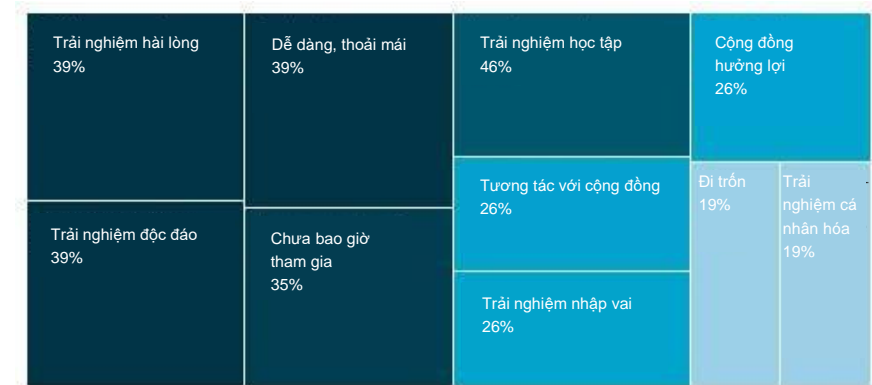 Trải nghiệm hài lòng
39%
Dễ dàng, thoải mái
39%
Trải nghiệm học tập
46%
Cộng đồng
hưởng lợi
26%
Trải nghiệm độc đáo
39%
Chưa bao giờ
tham gia
35%
Tương tác với cộng đồng
26%
Trải nghiệm nhập vai
26%
Đi trốn
19%
Trải
nghiệm cá
nhân hóa
19%